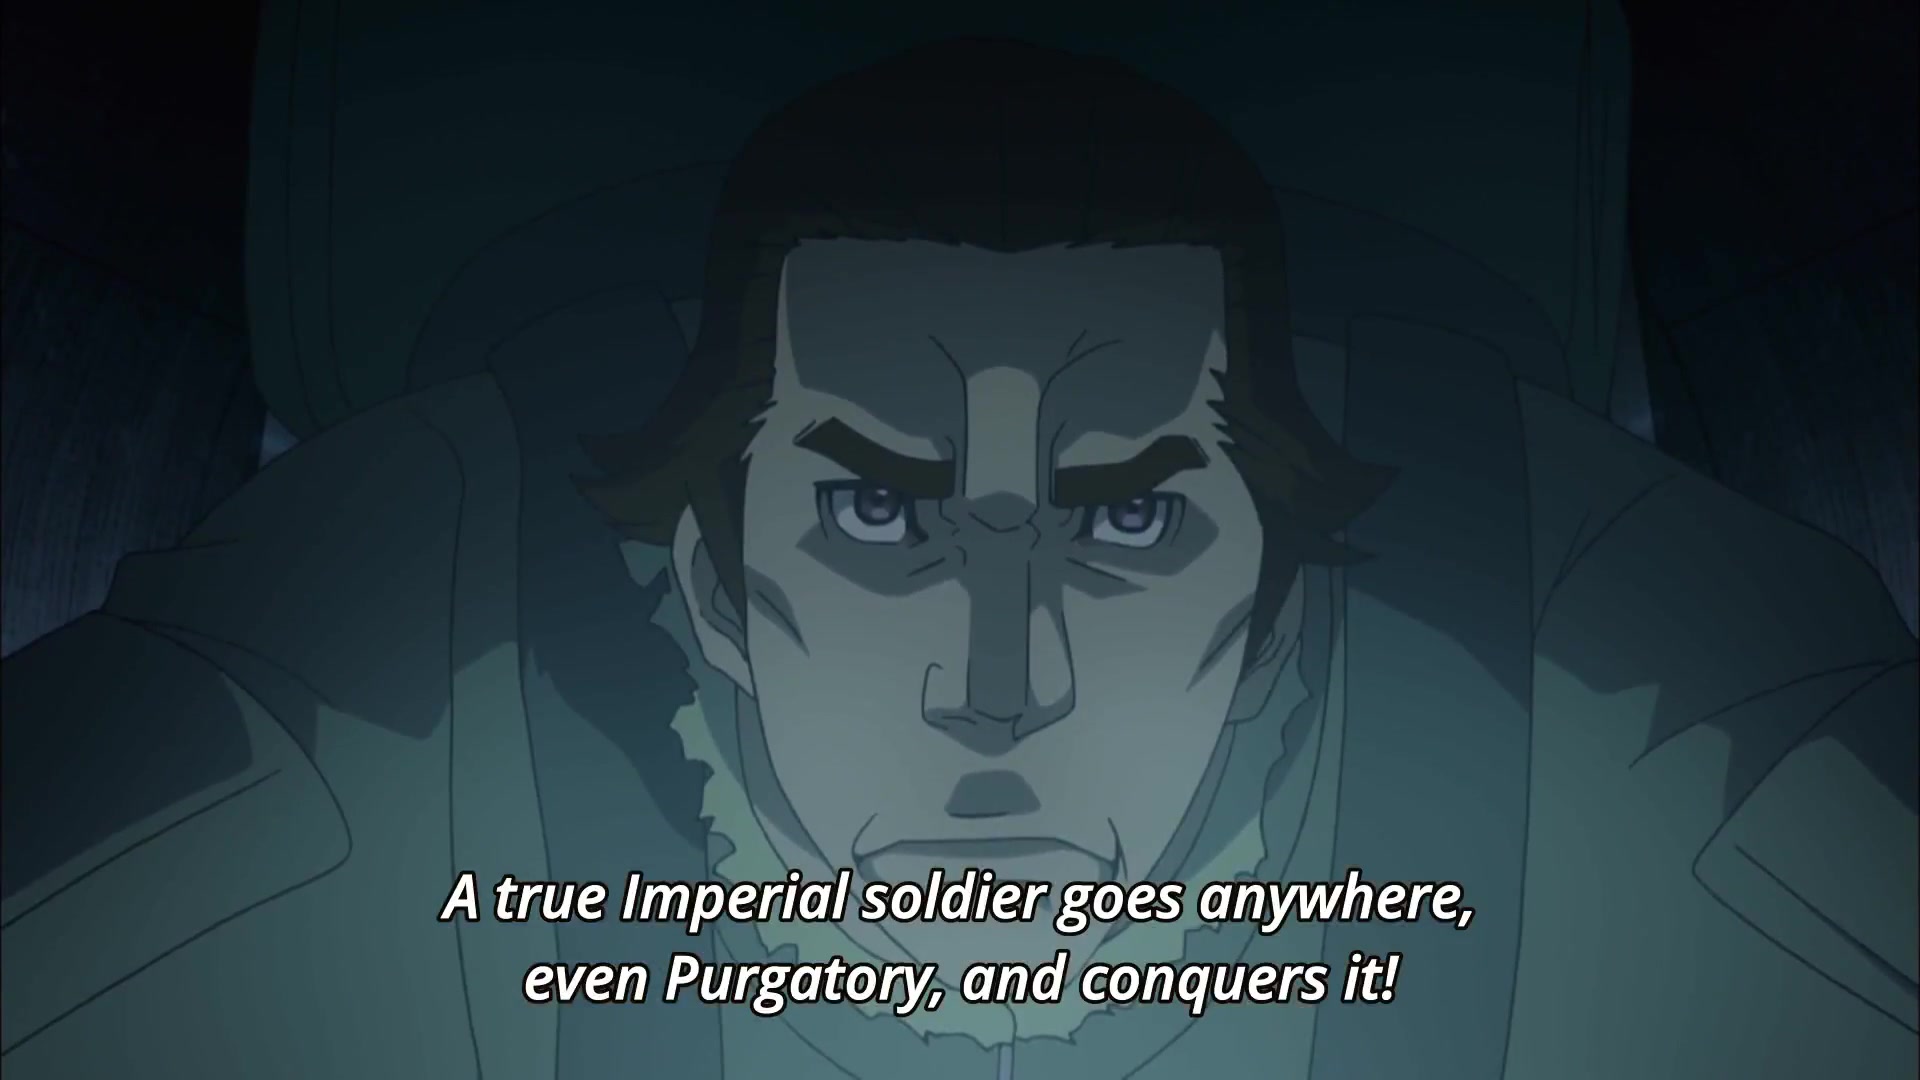 A true Imperial soldier goes anywhere,
even Purgatory, and conquers it!